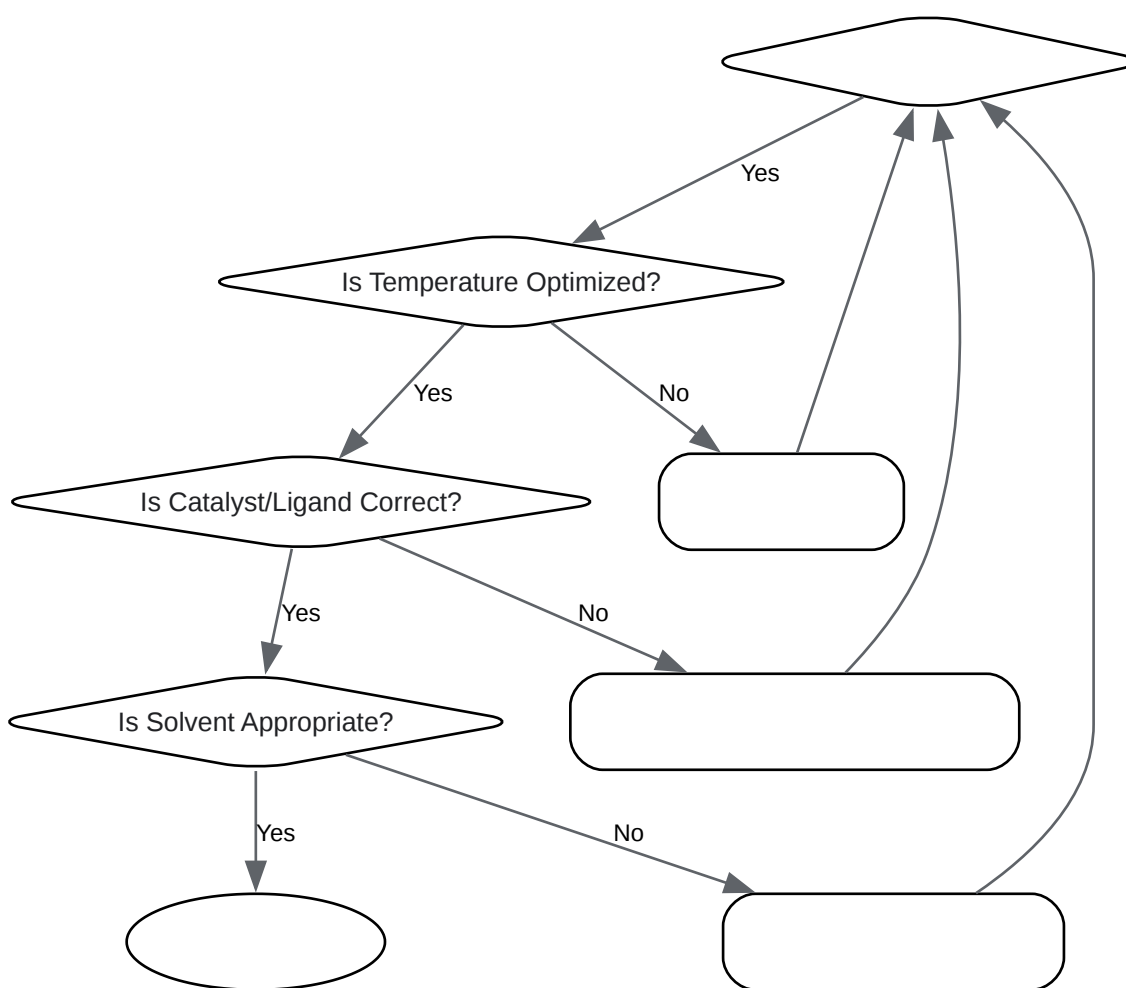 Yes
Is Temperature Optimized?
Yes
No
Is Catalyst/Ligand Correct?
Yes
No
Is Solvent Appropriate?
Yes
No